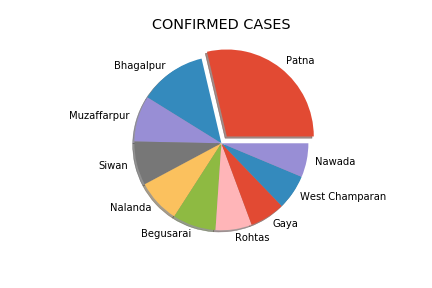 CONFIRMED CASES
Patna
Bhagalpur
Muzaffarpur
Siwan
Nalanda
Begusarai
Rohtas
Gaya
West Champaran
Nawada